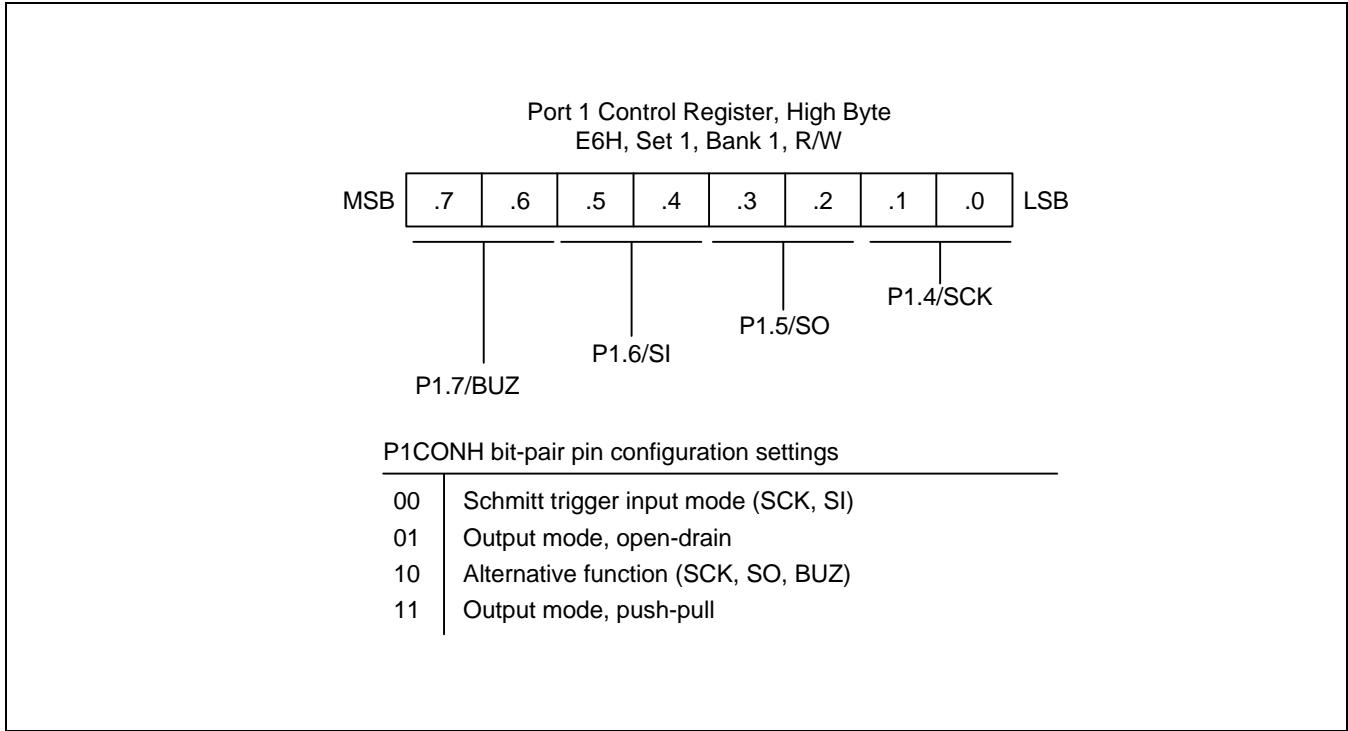 Port 1 Control Register, High Byte
E6H, Set 1, Bank 1, R/W
MSB .7 .6 .5 .4 .3 .2 .1 .0 LSB
P1.4/SCK
P1.5/SO
P1.6/SI
P1.7/BUZ
P1CONH bit-pair pin configuration settings
00 Schmitt trigger input mode (SCK, SI)
01 Output mode, open-drain
10 Alternative function (SCK, SO, BUZ)
11 Output mode, push-pull